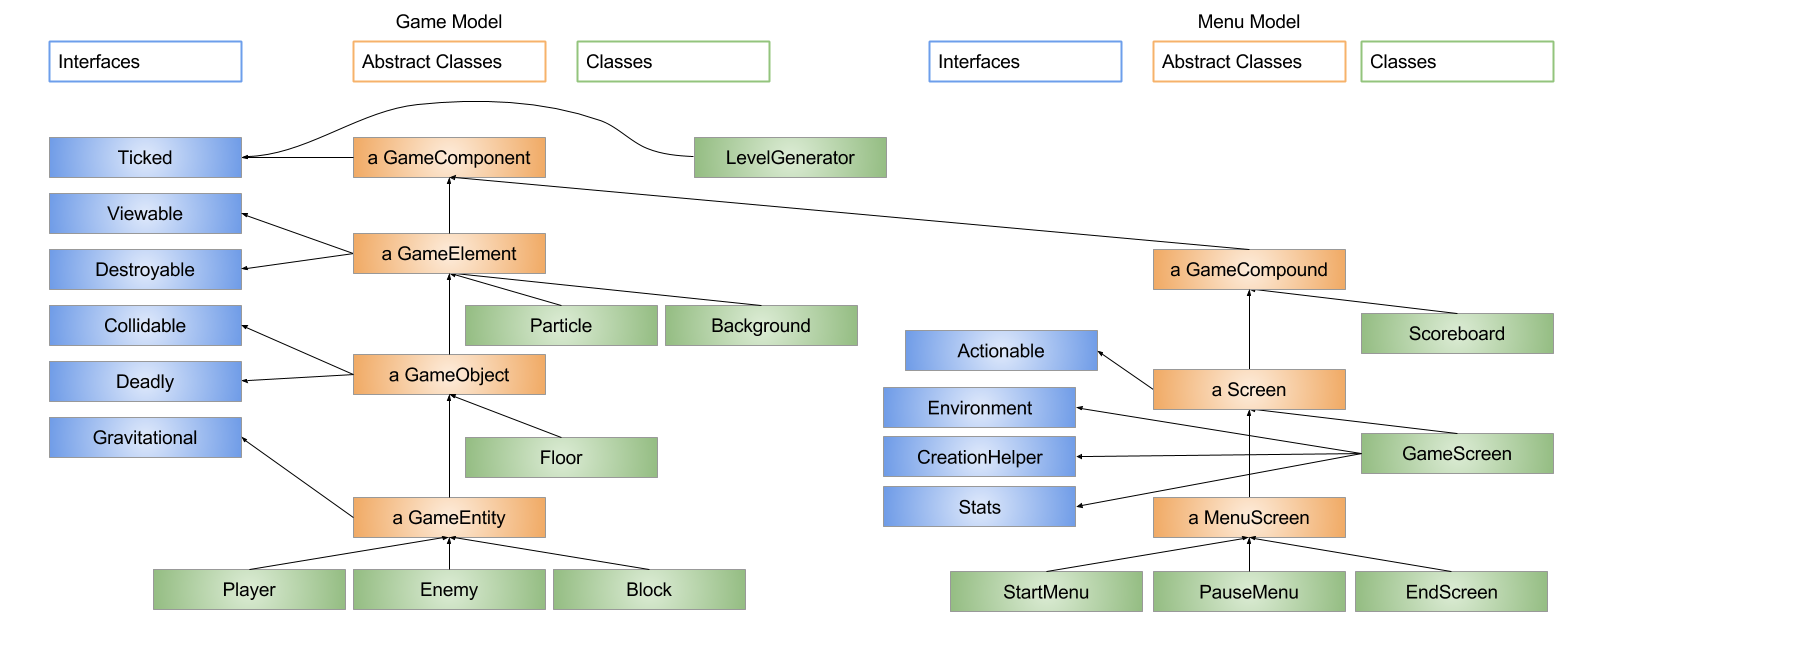 Game Model
Menu Model
Interfaces
Abstract Classes
Classes
Interfaces
Abstract Classes
Classes
Ticked
a GameComponent
LevelGenerator
Viewable
a GameElement
Destroyable
a GameCompound
Collidable
Particle
Background
Scoreboard
Actionable
Deadly
a GameObject
a Screen
Environment
Gravitational
Floor
CreationHelper
GameScreen
Stats
a GameEntity
a MenuScreen
Player
Enemy
Block
StartMenu
PauseMenu
EndScreen